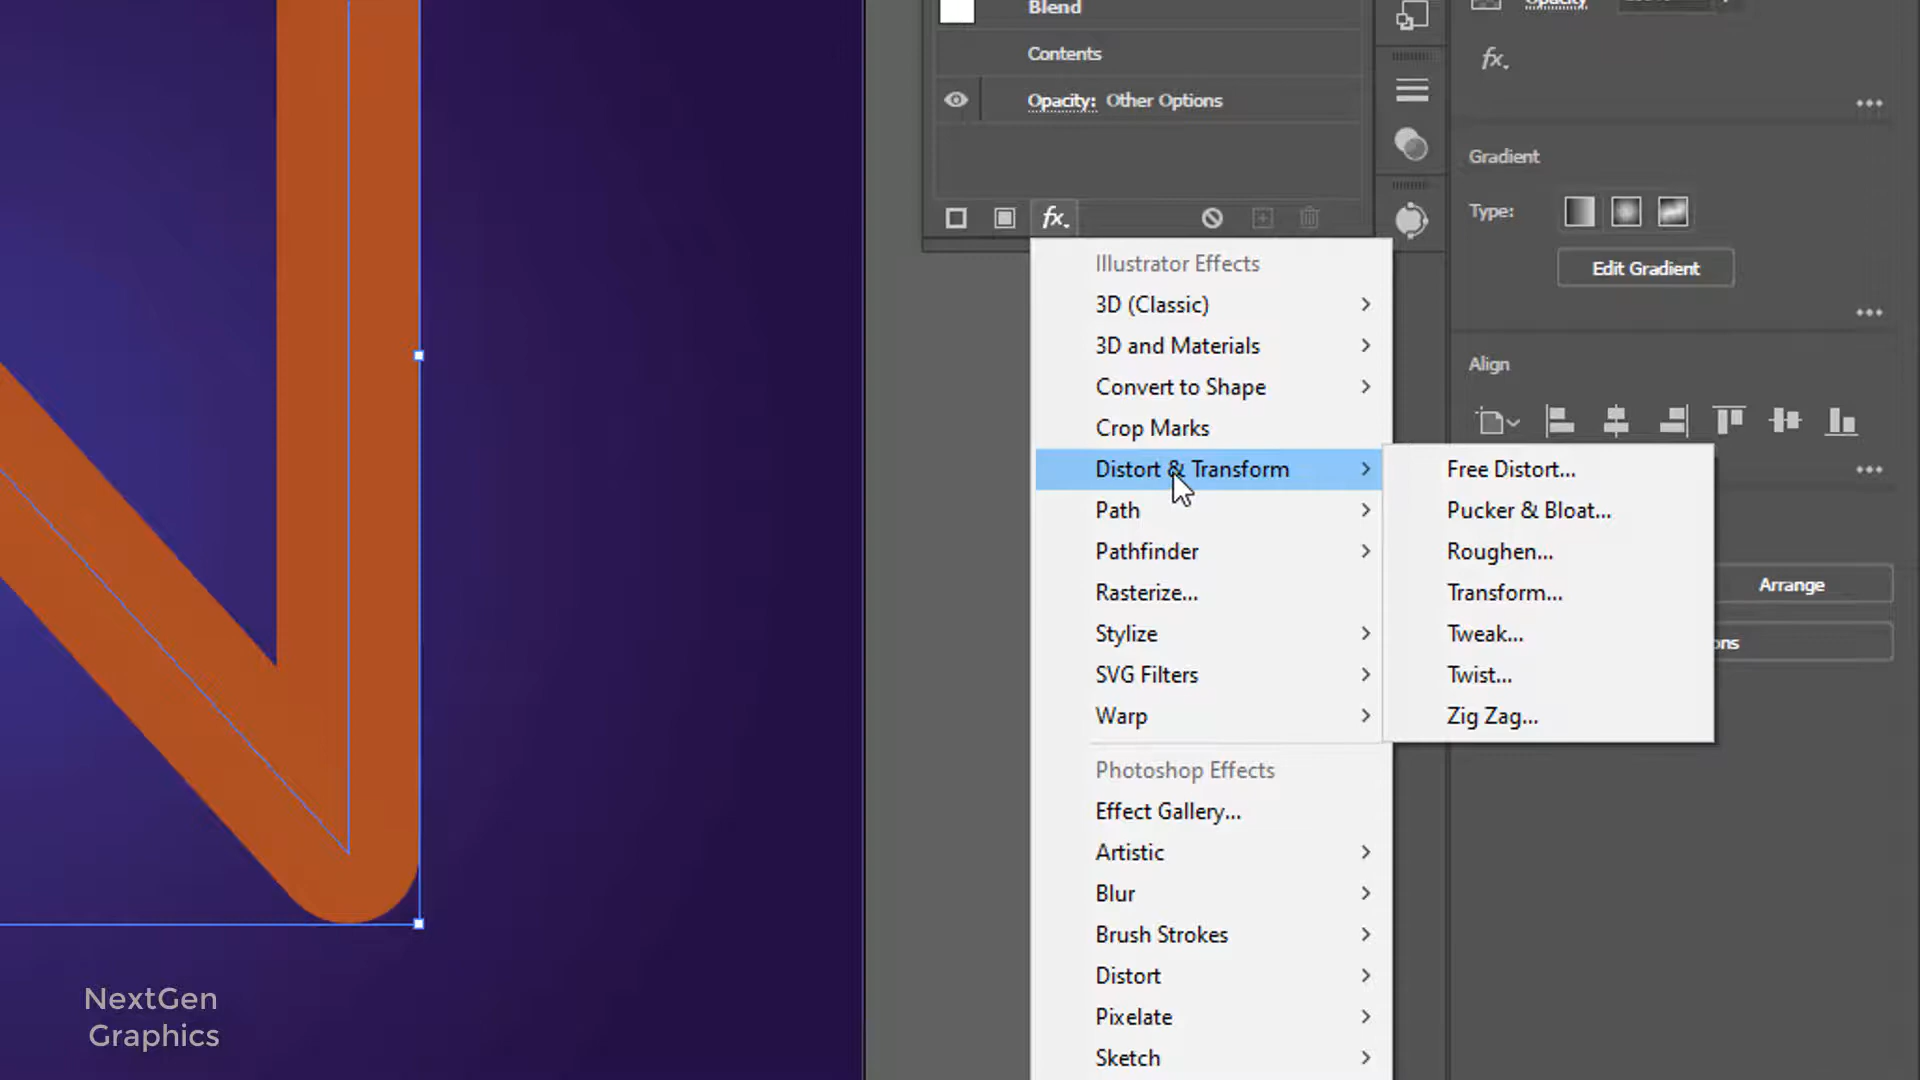 Blend
Opacity
Contents
fx.
Opacity: Other Options
Gradient
Type:
fx.
Edit Gradient
Illustrator Effects
3D (Classic)
3D and Materials
Align
Convert to Shape
Crop Marks
Distort & Transform
Free Distort...
Path
Pucker & Bloat...
Pathfinder
Roughen...
Rasterize...
Transform...
Arrange
Stylize
Tweak...
ons
SVG Filters
Twist...
Warp
Zig Zag...
Photoshop Effects
Effect Gallery...
Artistic
Blur
Brush Strokes
Distort
Pixelate
Sketch
NextGen
Graphics